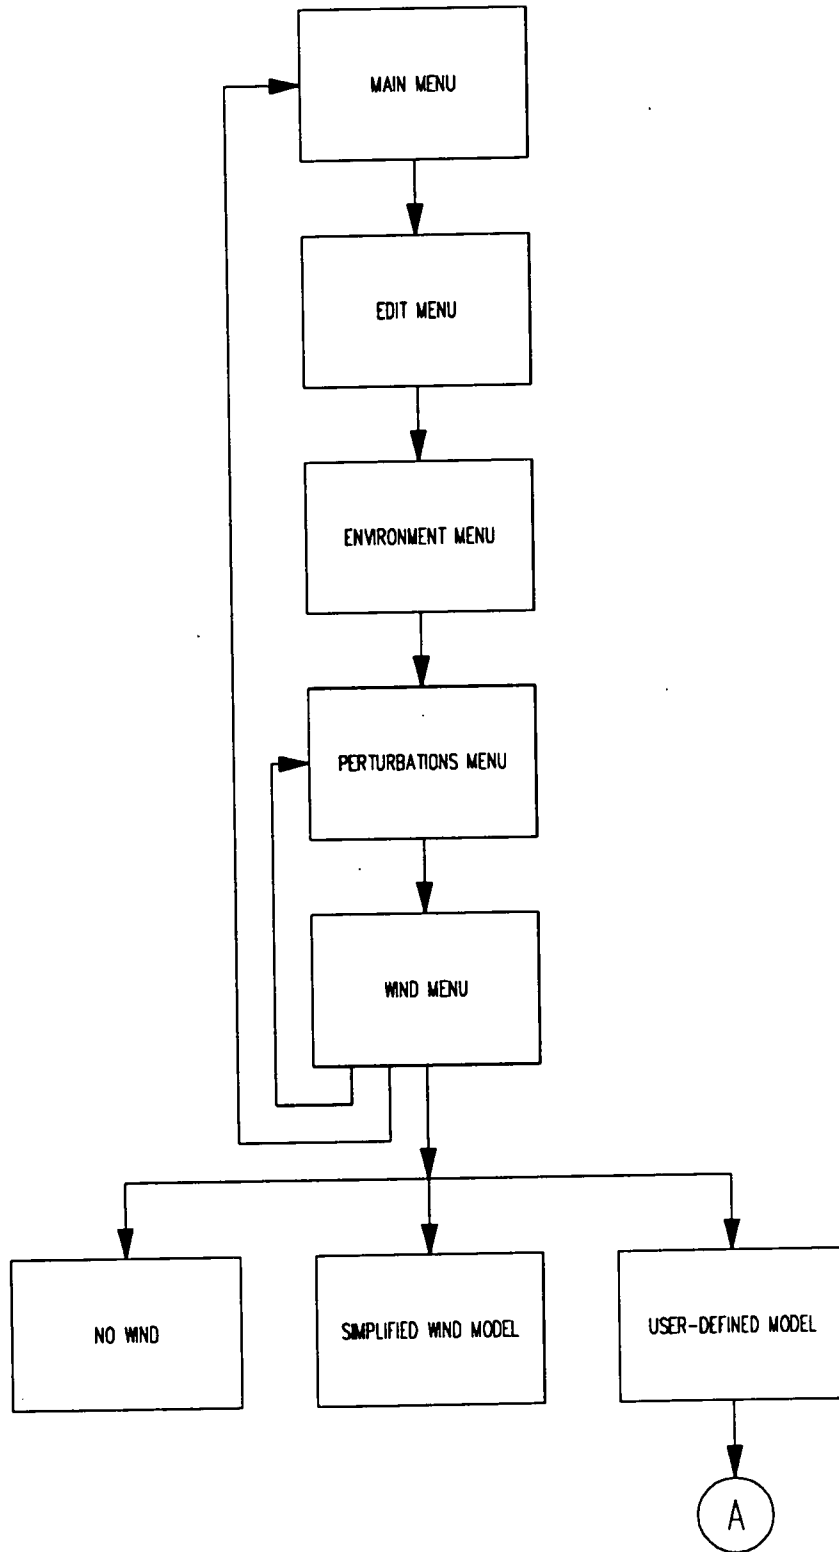 MAIN MENU
EDIT MENU
ENVIRONMENT MENU
PERTURBATIONS MENU
WIND MENU
NO WIND
SIMPLIFIED WIND MODEL
USER-DEFINED MODEL
A